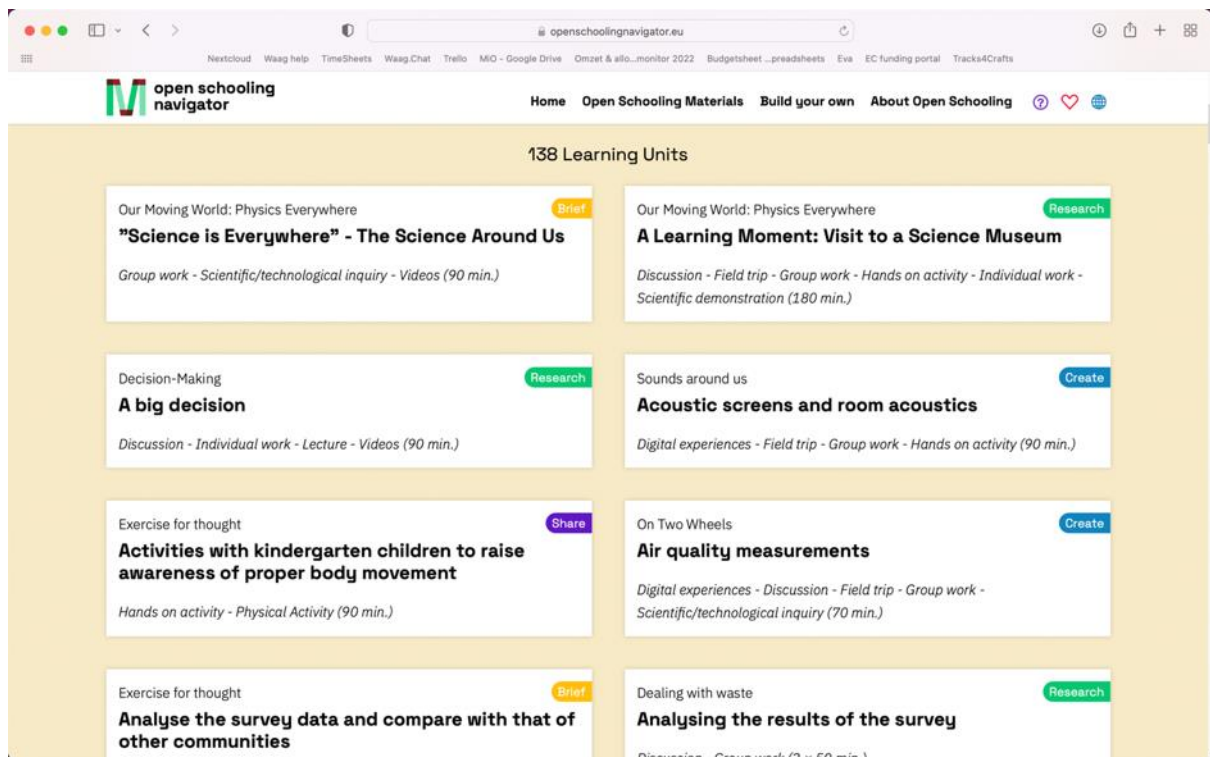 openschoolingnavigator.eu
Nextcloud Waag help TimeSheets Waag.Chat Trello MiO - Google Drive Omzet & allo...monitor 2022 Budgetsheet ...preadsheets Eva EC funding portal Tracks4Crafts
open schooling
navigator
Home Open Schooling Materials Build your own About Open Schooling ?
138 Learning Units
Our Moving World: Physics Everywhere
Brief
"Science is Everywhere" - The Science Around Us
Group work - Scientific/technological inquiry - Videos (90 min.)
Our Moving World: Physics Everywhere
Research
A Learning Moment: Visit to a Science Museum
Discussion - Field trip - Group work - Hands on activity - Individual work -
Scientific demonstration (180 min.)
Decision-Making
Research
A big decision
Discussion - Individual work - Lecture - Videos (90 min.)
Sounds around us
Create
Acoustic screens and room acoustics
Digital experiences - Field trip - Group work - Hands on activity (90 min.)
Exercise for thought
Share
Activities with kindergarten children to raise
awareness of proper body movement
Hands on activity - Physical Activity (90 min.)
On Two Wheels
Create
Air quality measurements
Digital experiences - Discussion - Field trip - Group work -
Scientific/technological inquiry (70 min.)
Exercise for thought
Brief
Analyse the survey data and compare with that of
other communities
Dealing with waste
Research
Analysing the results of the survey
Discussion - Group work (2 x 50 min.)